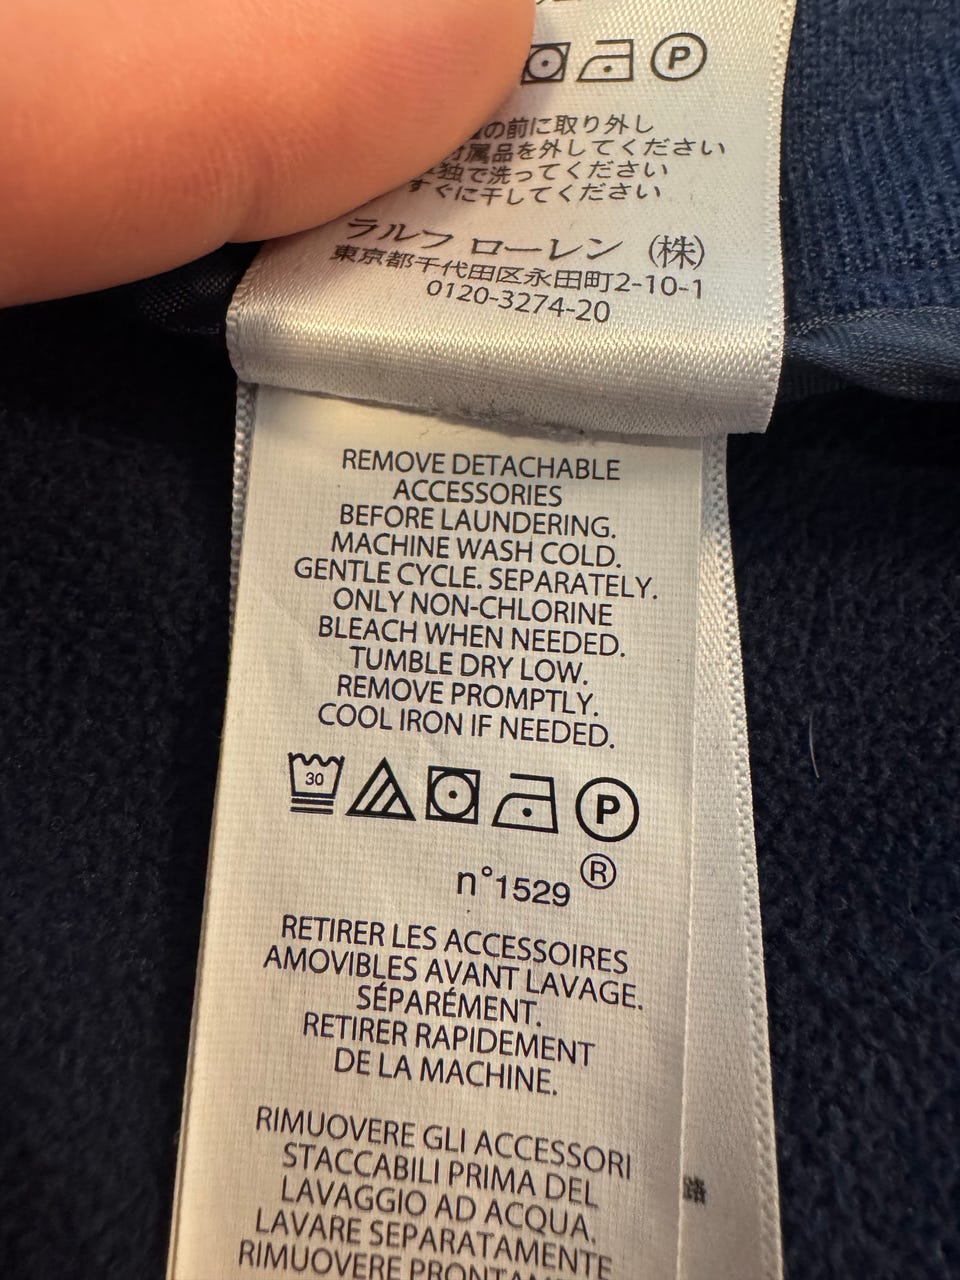 P
の前に取り外し
属品を外してください
独で洗ってください
すぐに干してください
ラルフ ローレン (株)
東京都千代田区永田町2-10-1
0120-3274-20
REMOVE DETACHABLE
ACCESSORIES
BEFORE LAUNDERING.
MACHINE WASH COLD.
GENTLE CYCLE. SEPARATELY.
ONLY NON-CHLORINE
BLEACH WHEN NEEDED.
TUMBLE DRY LOW.
REMOVE PROMPTLY.
COOL IRON IF NEEDED.
30 P
n°1529 ®
RETIRER LES ACCESSOIRES
AMOVIBLES AVANT LAVAGE.
SÉPARÉMENT.
RETIRER RAPIDEMENT
DE LA MACHINE.
RIMUOVERE GLI ACCESSORI
STACCABILI PRIMA DEL
LAVAGGIO AD ACQUA.
LAVARE SEPARATAMENTE
RIMUOVERE